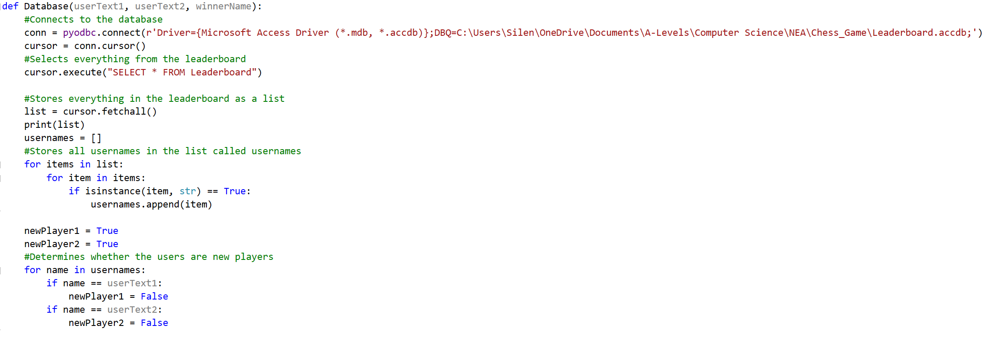 def Database(userText1, userText2, winnerName):
    #Connects to the database
    conn = pyodbc.connect(r'Driver={Microsoft Access Driver (*.mdb, *.accdb)};DBQ=C:\Users\Silen\OneDrive\Documents\A-Levels\Computer Science\NEA\Chess_Game\Leaderboard.accdb;')
    cursor = conn.cursor()
    #Selects everything from the leaderboard
    cursor.execute("SELECT * FROM Leaderboard")

    #Stores everything in the leaderboard as a list
    list = cursor.fetchall()
    print(list)
    usernames = []
    #Stores all usernames in the list called usernames
    for items in list:
        for item in items:
            if isinstance(item, str) == True:
                usernames.append(item)

    newPlayer1 = True
    newPlayer2 = True
    #Determines whether the users are new players
    for name in usernames:
        if name == userText1:
            newPlayer1 = False
        if name == userText2:
            newPlayer2 = False